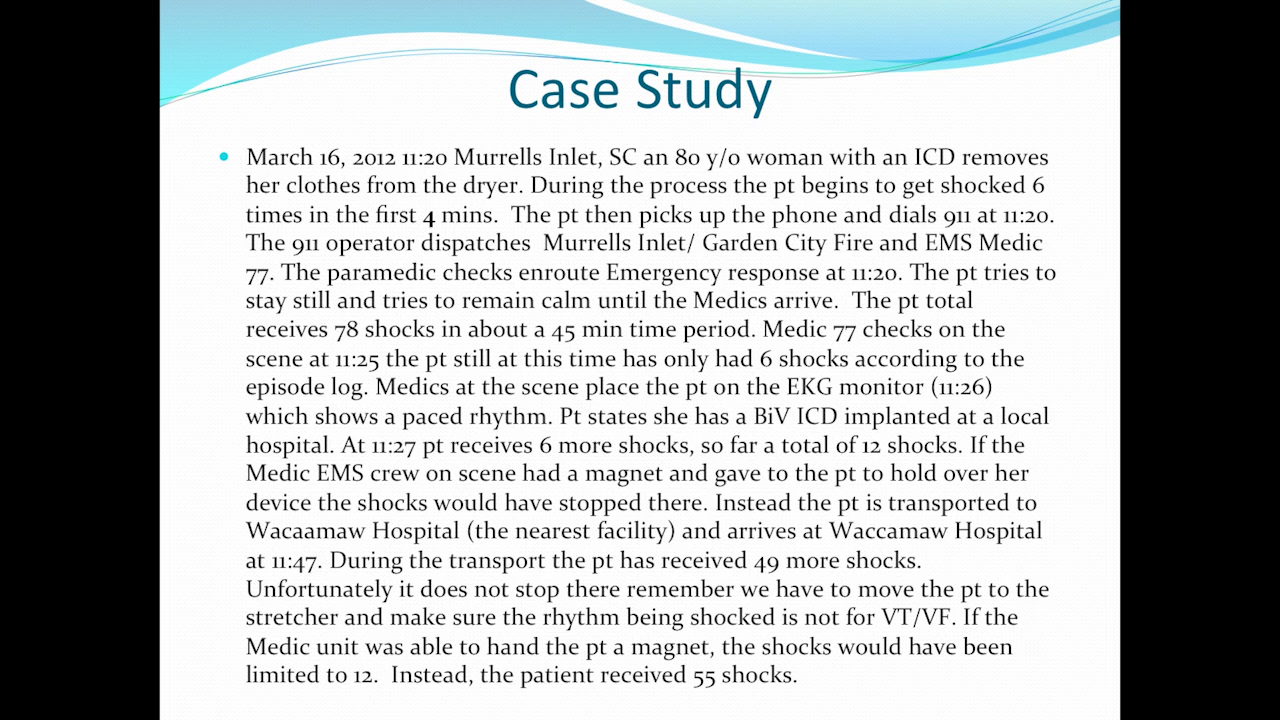 Case Study
• March 16, 2012 11:20 Murrells Inlet, SC an 80 y/o woman with an ICD removes
her clothes from the dryer. During the process the pt begins to get shocked 6
times in the first 4 mins.  The pt then picks up the phone and dials 911 at 11:20.
The 911 operator dispatches  Murrells Inlet/ Garden City Fire and EMS Medic
77. The paramedic checks enroute Emergency response at 11:20. The pt tries to
stay still and tries to remain calm until the Medics arrive.  The pt total
receives 78 shocks in about a 45 min time period. Medic 77 checks on the
scene at 11:25 the pt still at this time has only had 6 shocks according to the
episode log. Medics at the scene place the pt on the EKG monitor (11:26)
which shows a paced rhythm. Pt states she has a BiV ICD implanted at a local
hospital. At 11:27 pt receives 6 more shocks, so far a total of 12 shocks. If the
Medic EMS crew on scene had a magnet and gave to the pt to hold over her
device the shocks would have stopped there. Instead the pt is transported to
Wacaamaw Hospital (the nearest facility) and arrives at Waccamaw Hospital
at 11:47. During the transport the pt has received 49 more shocks.
Unfortunately it does not stop there remember we have to move the pt to the
stretcher and make sure the rhythm being shocked is not for VT/VF. If the
Medic unit was able to hand the pt a magnet, the shocks would have been
limited to 12.  Instead, the patient received 55 shocks.